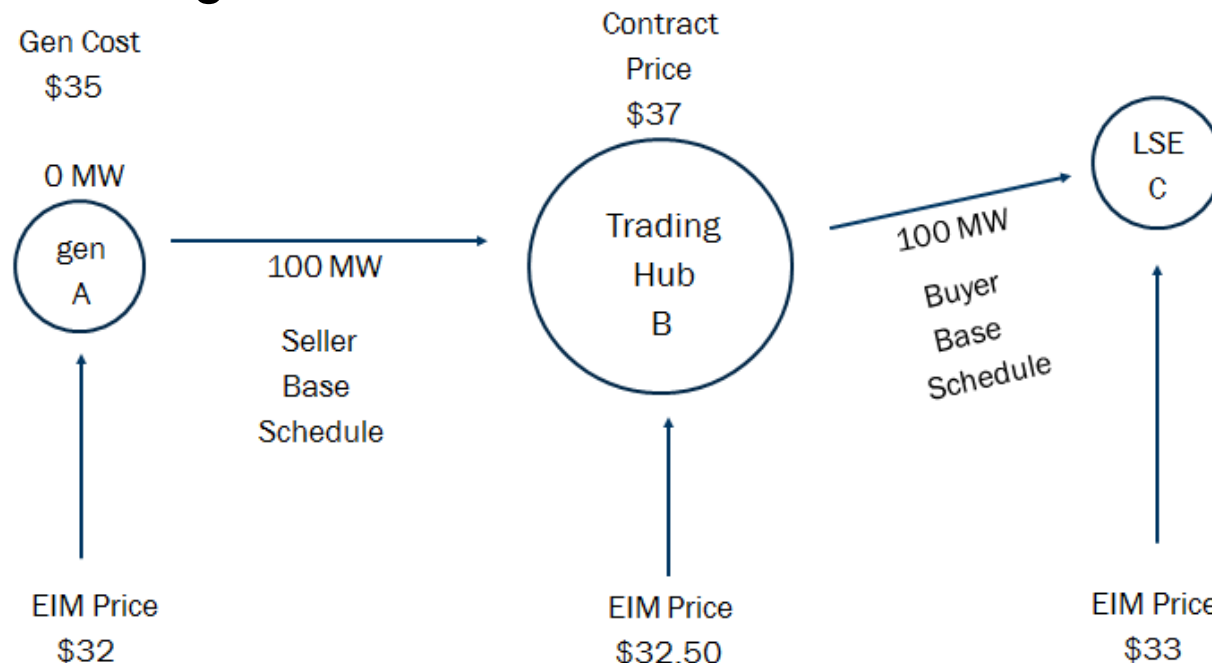 Gen Cost
$35
0 MW
gen
A
100 MW
Seller
Base
Schedule
EIM Price
$32
Contract
Price
$37
Trading
Hub
B
EIM Price
$32.50
100 MW
Buyer
Base
Schedule
LSE
C
EIM Price
$33